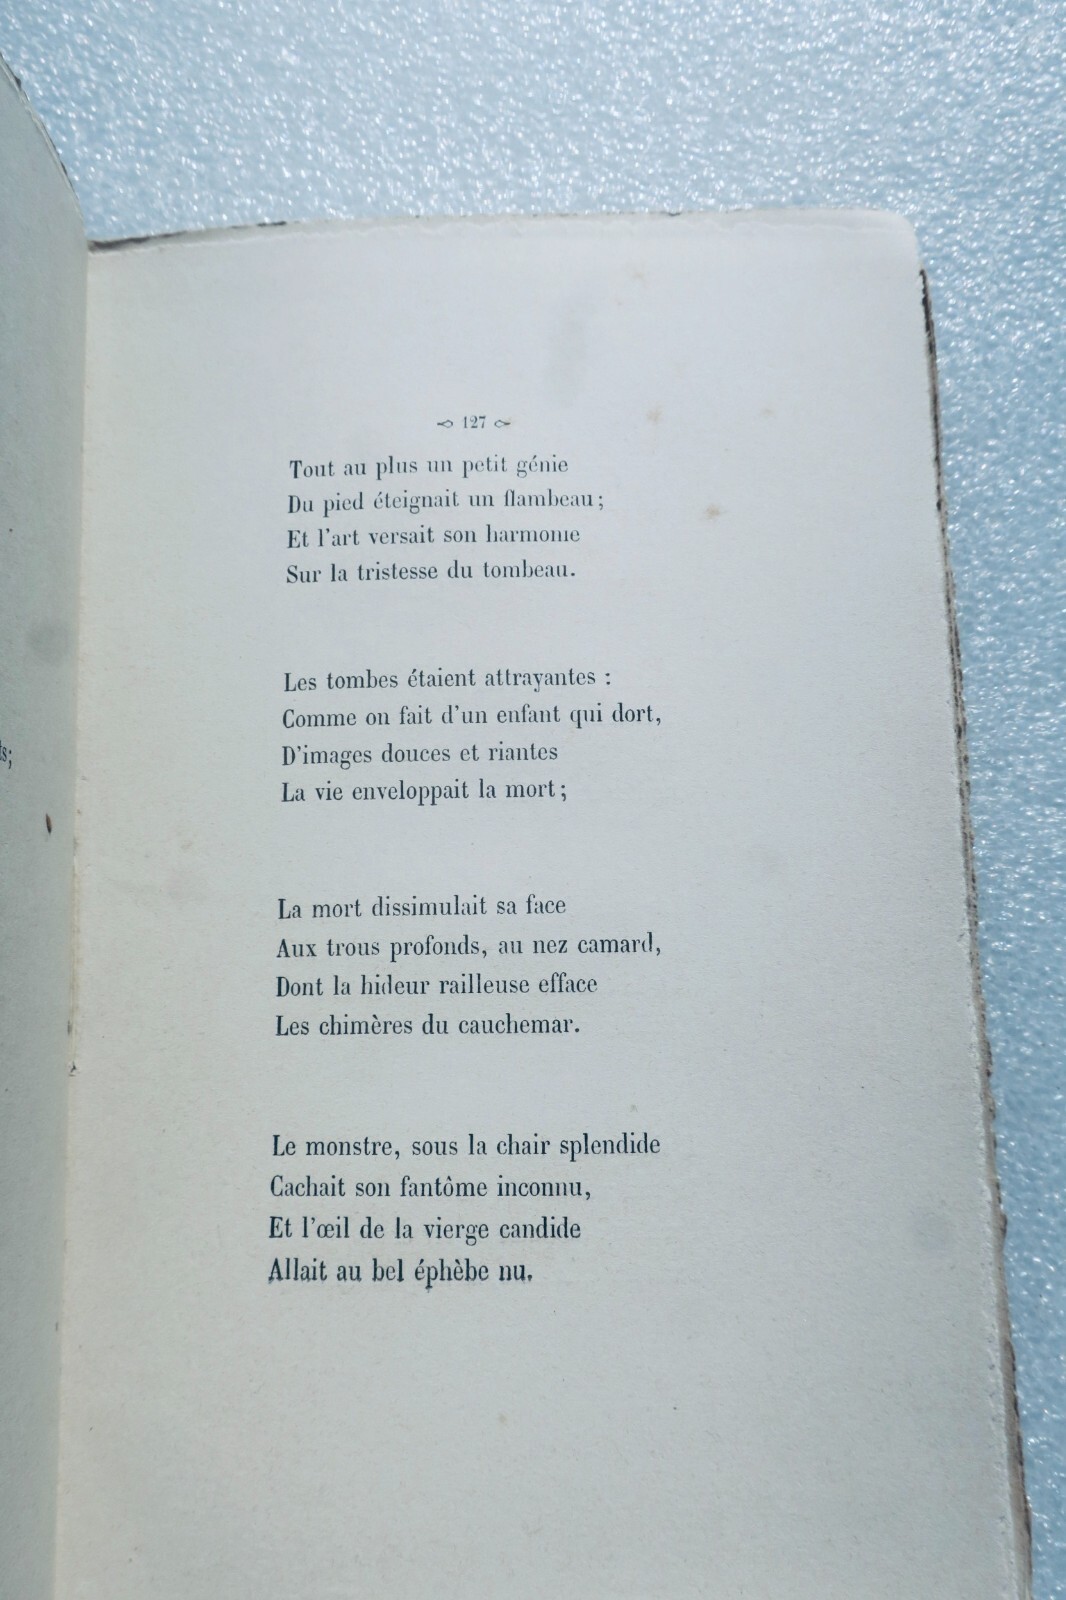 127
Tout au plus un petit génie
Du pied éteignait un flambeau ;
Et l'art versait son harmonie
Sur la tristesse du tombeau.
Les tombes étaient attrayantes :
Comme on fait d'un enfant qui dort,
D'images douces et riantes
La vie enveloppait la mort ;
La mort dissimulait sa face
Aux trous profonds, au nez camard,
Dont la hideur railleuse efface
Les chimères du cauchemar.
Le monstre, sous la chair splendide
Cachait son fantôme inconnu,
Et l'œil de la vierge candide
Allait au bel éphèbe nu.